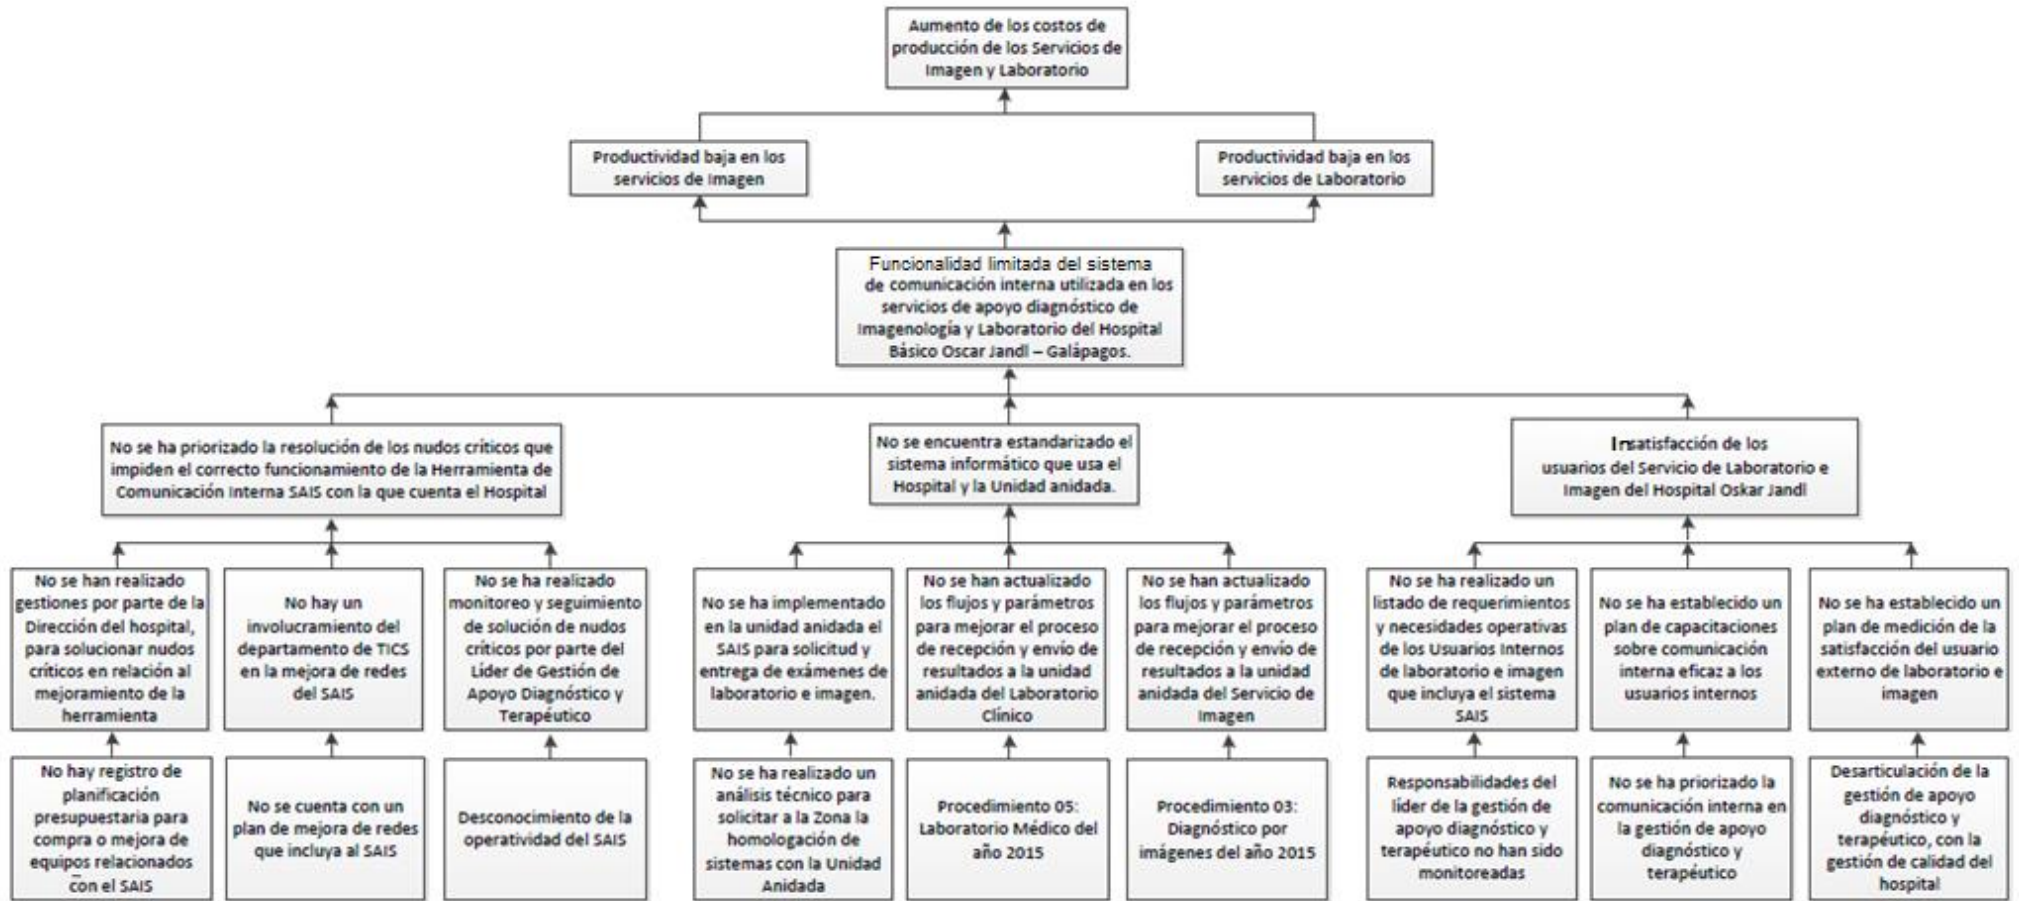 Aumento de los costos de
producción de los Servicios de
Imagen y Laboratorio
Productividad baja en los
servicios de Imagen
Productividad baja en los
servicios de Laboratorio
Funcionalidad limitada del sistema
de comunicación interna utilizada en los
servicios de apoyo diagnóstico de
Imagenología y Laboratorio del Hospital
Básico Oscar Jandl – Galápagos.
No se ha priorizado la resolución de los nudos críticos que
impiden el correcto funcionamiento de la Herramienta de
Comunicación Interna SAIS con la que cuenta el Hospital
No se encuentra estandarizado el
sistema informático que usa el
Hospital y la Unidad anidada.
Insatisfacción de los
usuarios del Servicio de Laboratorio e
Imagen del Hospital Oskar Jandl
No se han realizado
gestiones por parte de la
Dirección del hospital,
para solucionar nudos
críticos en relación al
mejoramiento de la
herramienta
No hay un
involucramiento del
departamento de TICS
en la mejora de redes
del SAIS
No se ha realizado
monitoreo y seguimiento
de solución de nudos
críticos por parte del
Líder de Gestión de
Apoyo Diagnóstico y
Terapéutico
No se ha implementado
en la unidad anidada el
SAIS para solicitud y
entrega de exámenes de
laboratorio e imagen.
No se han actualizado
los flujos y parámetros
para mejorar el proceso
de recepción y envío de
resultados a la unidad
anidada del Laboratorio
Clínico
No se han actualizado
los flujos y parámetros
para mejorar el proceso
de recepción y envío de
resultados a la unidad
anidada del Servicio de
Imagen
No se ha realizado un
listado de requerimientos
y necesidades operativas
de los Usuarios Internos
de laboratorio e imagen
que incluya el sistema
SAIS
No se ha establecido un
plan de capacitaciones
sobre comunicación
interna eficaz a los
usuarios internos
No se ha establecido un
plan de medición de la
satisfacción del usuario
externo de laboratorio e
imagen
No hay registro de
planificación
presupuestaria para
compra o mejora de
equipos relacionados
con el SAIS
No se cuenta con un
plan de mejora de redes
que incluya al SAIS
Desconocimiento de la
operatividad del SAIS
No se ha realizado un
análisis técnico para
solicitar a la Zona la
homologación de
sistemas con la Unidad
Anidada
Procedimiento 05:
Laboratorio Médico del
año 2015
Procedimiento 03:
Diagnóstico por
imágenes del año 2015
Responsabilidades del
líder de la gestión de
apoyo diagnóstico y
terapéutico no han sido
monitoreadas
No se ha priorizado la
comunicación interna en
la gestión de apoyo
diagnóstico y
terapéutico
Desarticulación de la
gestión de apoyo
diagnóstico y
terapéutico, con la
gestión de calidad del
hospital